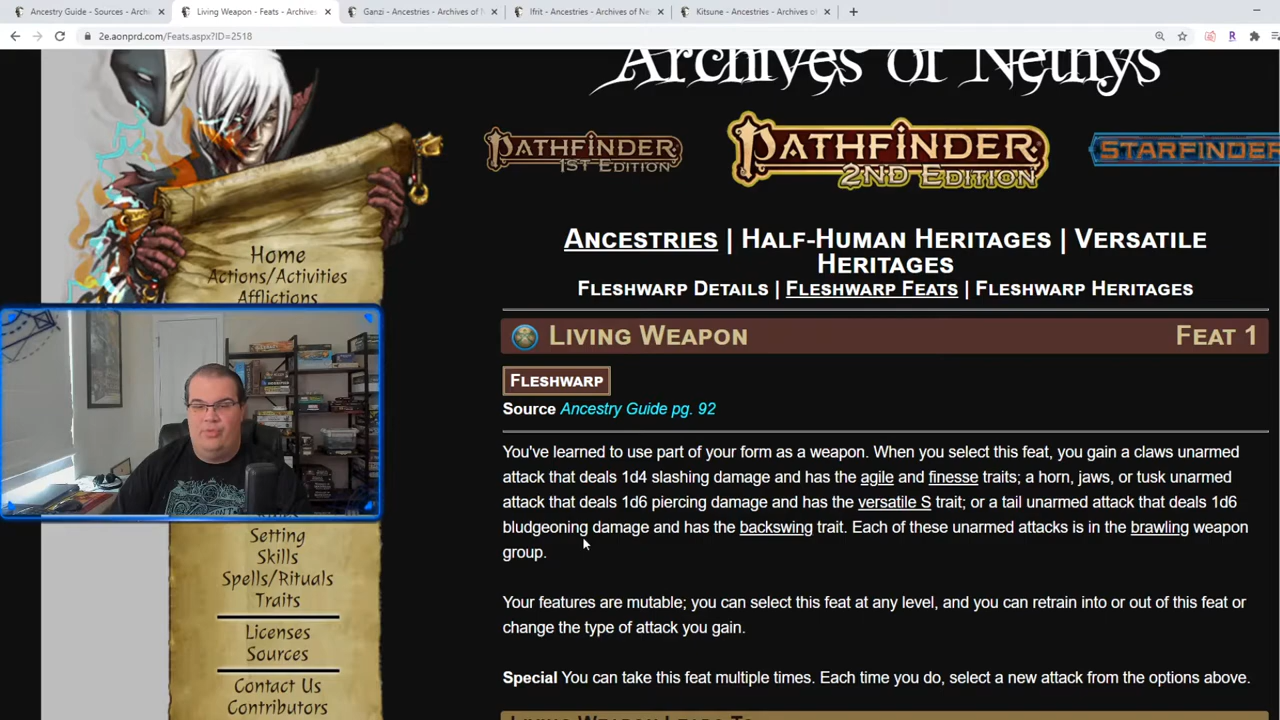 Ancestry Guide - Sources - Archi
Living Weapon - Feats - Archives
Ganzi - Ancestries - Archives of N
Ifrit - Ancestries - Archives of Ne
Kitsune - Ancestries - Archives of
2e.aonprd.com/Feats.aspx?ID=2518
Archives of Nethys
PATHFINDER
1ST EDITION
PATHFINDER
2ND EDITION
STARFINDER
ANCESTRIES | HALF-HUMAN HERITAGES | VERSATILE
HERITAGES
FLESHWARP DETAILS | FLESHWARP FEATS | FLESHWARP HERITAGES
Home
Actions/Activities
Afflictions
Setting
Skills
Spells/Rituals
Traits
Licenses
Sources
Contact Us
Contributors
LIVING WEAPON FEAT 1
FLESHWARP
Source Ancestry Guide pg. 92
You've learned to use part of your form as a weapon. When you select this feat, you gain a claws unarmed
attack that deals 1d4 slashing damage and has the agile and finesse traits; a horn, jaws, or tusk unarmed
attack that deals 1d6 piercing damage and has the versatile S trait; or a tail unarmed attack that deals 1d6
bludgeoning damage and has the backswing trait. Each of these unarmed attacks is in the brawling weapon
group.
Your features are mutable; you can select this feat at any level, and you can retrain into or out of this feat or
change the type of attack you gain.
Special You can take this feat multiple times. Each time you do, select a new attack from the options above.